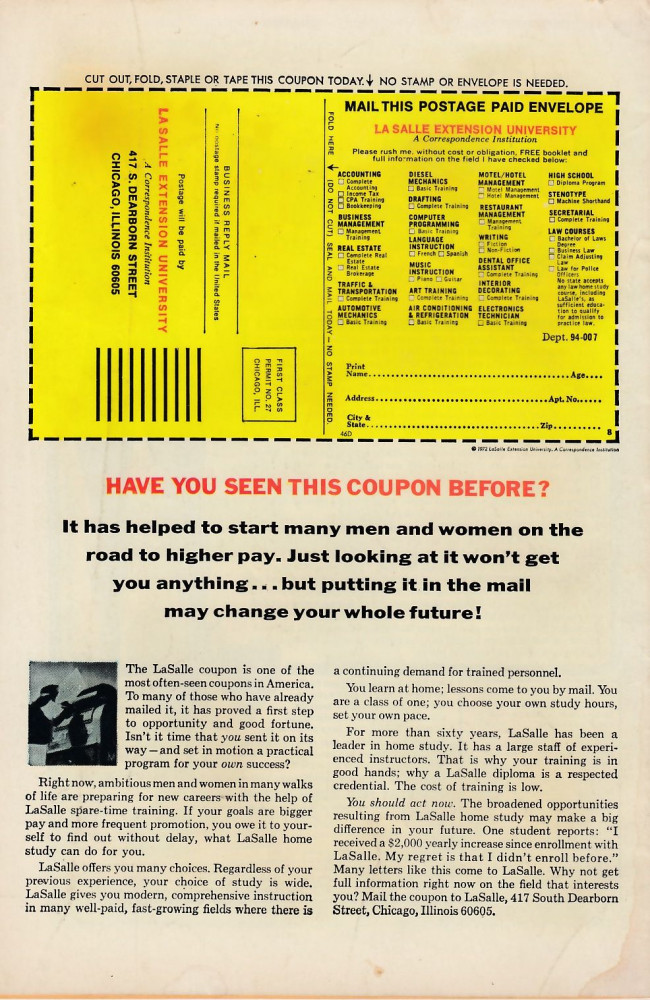 CUT OUT, FOLD, STAPLE OR TAPE THIS COUPON TODAY. ↓ NO STAMP OR ENVELOPE IS NEEDED.
LA SALLE EXTENSION UNIVERSITY
A Correspondence Institution
417 S. DEARBORN STREET
CHICAGO, ILLINOIS 60605
Postage will be paid by
BUSINESS REPLY MAIL
No postage stamp required if mailed in the United States
FIRST CLASS
PERMIT NO. 27
CHICAGO, ILL.
FOLD HERE → (DO NOT CUT) SEAL AND MAIL TODAY — NO STAMP NEEDED.
MAIL THIS POSTAGE PAID ENVELOPE
LA SALLE EXTENSION UNIVERSITY
A Correspondence Institution
Please rush me, without cost or obligation, FREE booklet and
full information on the field I have checked below:
ACCOUNTING
□ Complete
Accounting
□ Income Tax
□ CPA Training
□ Bookkeeping
BUSINESS
MANAGEMENT
□ Management
Training
REAL ESTATE
□ Complete Real
Estate
□ Real Estate
Brokerage
TRAFFIC &
TRANSPORTATION
□ Complete Training
AUTOMOTIVE
MECHANICS
□ Basic Training
DIESEL
MECHANICS
□ Basic Training
DRAFTING
□ Complete Training
COMPUTER
PROGRAMMING
□ Basic Training
LANGUAGE
INSTRUCTION
□ French □ Spanish
MUSIC
INSTRUCTION
□ Piano □ Guitar
ART TRAINING
□ Complete Training
AIR CONDITIONING
& REFRIGERATION
□ Basic Training
MOTEL/HOTEL
MANAGEMENT
□ Motel Management
□ Hotel Management
RESTAURANT
MANAGEMENT
□ Management
Training
WRITING
□ Fiction
□ Non-Fiction
DENTAL OFFICE
ASSISTANT
□ Complete Training
INTERIOR
DECORATING
□ Complete Training
ELECTRONICS
TECHNICIAN
□ Basic Training
HIGH SCHOOL
□ Diploma Program
STENOTYPE
□ Machine Shorthand
SECRETARIAL
□ Complete Training
LAW COURSES
□ Bachelor of Laws
Degree
□ Business Law
□ Claim Adjusting
Law
□ Law for Police
Officers
No state accepts
any law home study
course, including
LaSalle's, as
sufficient educa-
tion to qualify
for admission to
practice law.
Dept. 94-007
Print
Name..........Age....
Address..........Apt. No......
City &
State..........Zip..........
46D
8
© 1972 LaSalle Extension University, A Correspondence Institution
HAVE YOU SEEN THIS COUPON BEFORE?
It has helped to start many men and women on the
road to higher pay. Just looking at it won't get
you anything...but putting it in the mail
may change your whole future!
The LaSalle coupon is one of the
most often-seen coupons in America.
To many of those who have already
mailed it, it has proved a first step
to opportunity and good fortune.
Isn't it time that you sent it on its
way—and set in motion a practical
program for your own success?
Right now, ambitious men and women in many walks
of life are preparing for new careers with the help of
LaSalle spare-time training. If your goals are bigger
pay and more frequent promotion, you owe it to your-
self to find out without delay, what LaSalle home
study can do for you.
LaSalle offers you many choices. Regardless of your
previous experience, your choice of study is wide.
LaSalle gives you modern, comprehensive instruction
in many well-paid, fast-growing fields where there is
a continuing demand for trained personnel.
You learn at home; lessons come to you by mail. You
are a class of one; you choose your own study hours,
set your own pace.
For more than sixty years, LaSalle has been a
leader in home study. It has a large staff of experi-
enced instructors. That is why your training is in
good hands; why a LaSalle diploma is a respected
credential. The cost of training is low.
You should act now. The broadened opportunities
resulting from LaSalle home study may make a big
difference in your future. One student reports: "I
received a $2,000 yearly increase since enrollment with
LaSalle. My regret is that I didn't enroll before."
Many letters like this come to LaSalle. Why not get
full information right now on the field that interests
you? Mail the coupon to LaSalle, 417 South Dearborn
Street, Chicago, Illinois 60605.